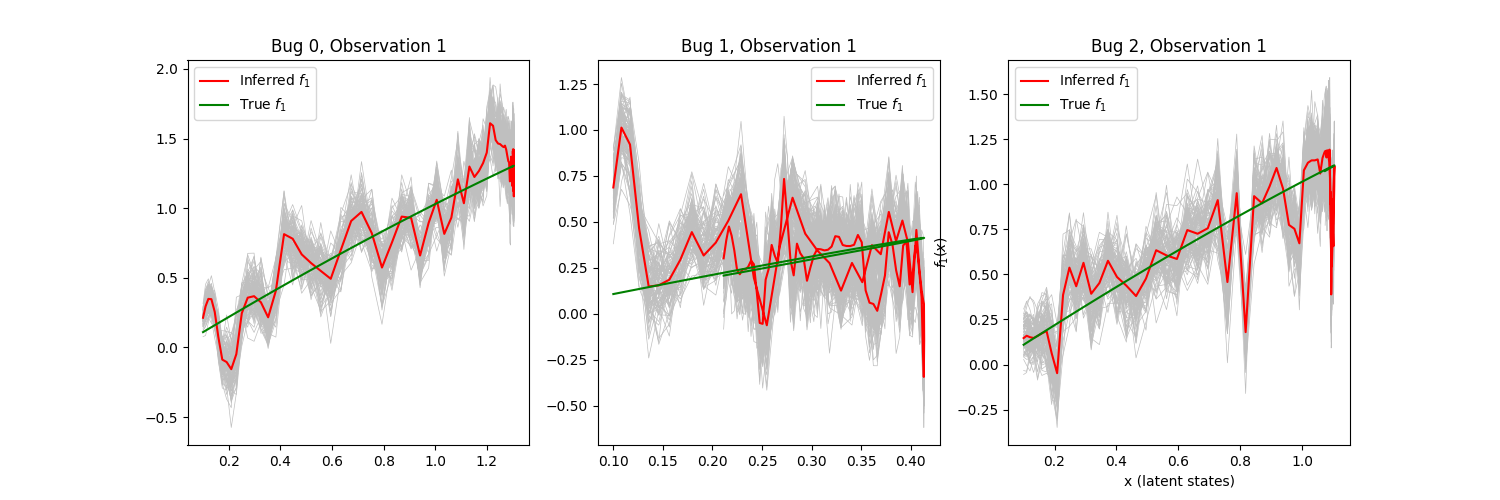 Bug 0, Observation 1
Inferred f₁
True f₁
2.0
1.5
1.0
0.5
0.0
−0.5
0.2 0.4 0.6 0.8 1.0 1.2
Bug 1, Observation 1
Inferred f₁
True f₁
1.25
1.00
0.75
0.50
0.25
0.00
−0.25
−0.50
0.10 0.15 0.20 0.25 0.30 0.35 0.40
Bug 2, Observation 1
Inferred f₁
True f₁
f₁(x)
1.50
1.25
1.00
0.75
0.50
0.25
0.00
−0.25
0.2 0.4 0.6 0.8 1.0
x (latent states)